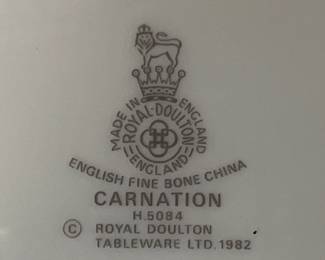 MADE IN ENGLAND
ROYAL·DOULTON
ENGLAND
ENGLISH FINE BONE CHINA
CARNATION
H.5084
© ROYAL DOULTON
TABLEWARE LTD.1982